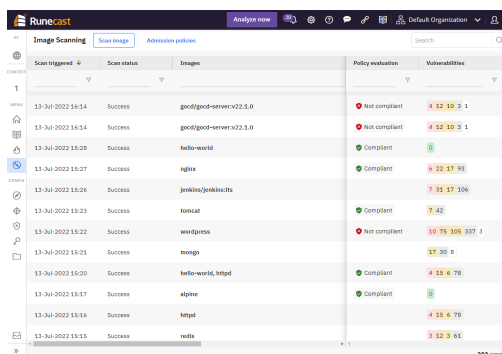 Runecast
Analyze now
20
Default Organization
Image Scanning
Scan image
Admission policies
Search
Scan triggered
Scan status
Images
Policy evaluation
Vulnerabilities
CONTEXT
1
MENU
CONFIG
13-Jul-2022 16:14 Success gocd/gocd-server:v22.1.0 Not compliant 4 12 10 3 1
13-Jul-2022 16:14 Success gocd/gocd-server:v22.1.0 Not compliant 4 12 10 3 1
13-Jul-2022 15:28 Success hello-world Compliant 0
13-Jul-2022 15:27 Success nginx Compliant 6 22 17 93
13-Jul-2022 15:26 Success jenkins/jenkins:lts 7 31 17 106
13-Jul-2022 15:23 Success tomcat Compliant 7 42
13-Jul-2022 15:22 Success wordpress Not compliant 10 75 105 337 3
13-Jul-2022 15:21 Success mongo 17 30 8
13-Jul-2022 15:20 Success hello-world, httpd Compliant 4 15 6 78
13-Jul-2022 15:17 Success alpine Compliant 0
13-Jul-2022 15:16 Success httpd 4 15 6 78
13-Jul-2022 15:15 Success redis 3 12 3 61